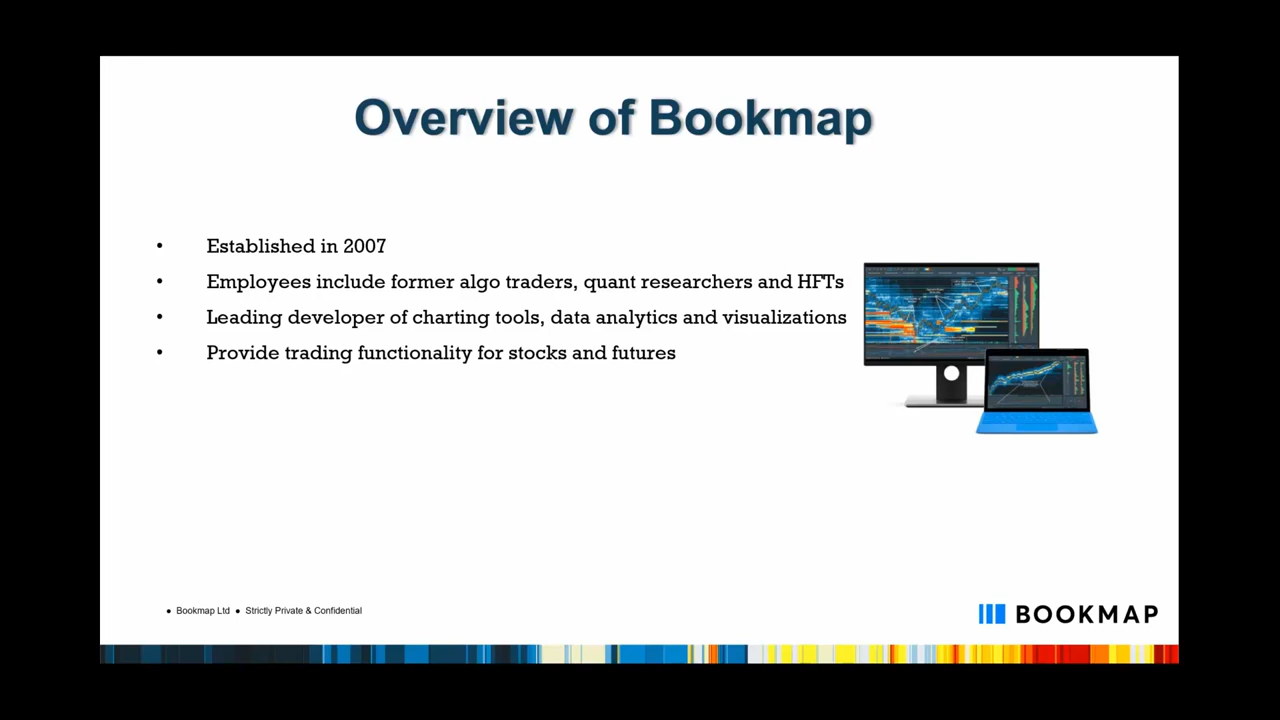 Overview of Bookmap
• Established in 2007
• Employees include former algo traders, quant researchers and HFTs
• Leading developer of charting tools, data analytics and visualizations
• Provide trading functionality for stocks and futures
● Bookmap Ltd ● Strictly Private & Confidential
BOOKMAP